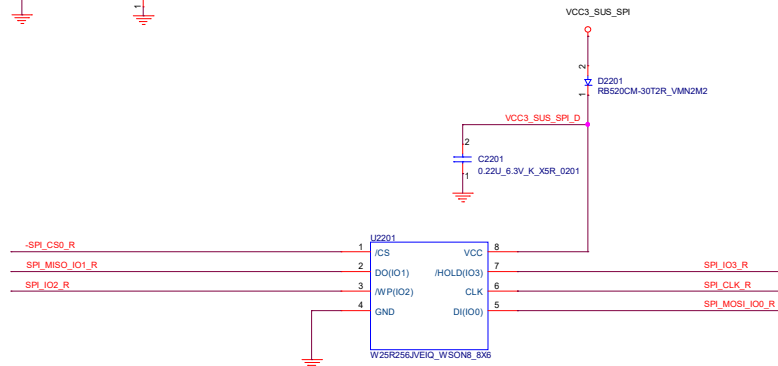 1
VCC3_SUS_SPI
2
D2201
1
RB520CM-30T2R_VMN2M2
VCC3_SUS_SPI_D
2
C2201
1
0.22U_6.3V_K_X5R_0201
U2201
-SPI_CS0_R
1
/CS
VCC
8
SPI_MISO_IO1_R
2
DO(IO1)
/HOLD(IO3)
7
SPI_IO3_R
SPI_IO2_R
3
/WP(IO2)
CLK
6
SPI_CLK_R
4
GND
DI(IO0)
5
SPI_MOSI_IO0_R
W25R256JVEIQ_WSON8_8X6